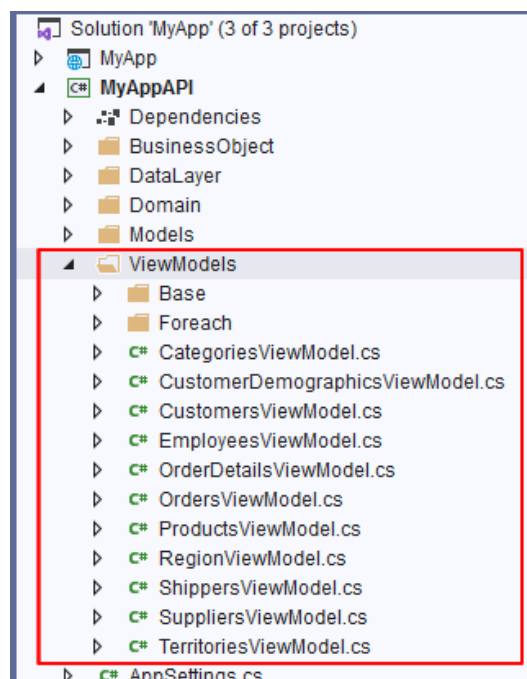 Solution 'MyApp' (3 of 3 projects)
MyApp
C# MyAppAPI
Dependencies
BusinessObject
DataLayer
Domain
Models
ViewModels
Base
Foreach
C# CategoriesViewModel.cs
C# CustomerDemographicsViewModel.cs
C# CustomersViewModel.cs
C# EmployeesViewModel.cs
C# OrderDetailsViewModel.cs
C# OrdersViewModel.cs
C# ProductsViewModel.cs
C# RegionViewModel.cs
C# ShippersViewModel.cs
C# SuppliersViewModel.cs
C# TerritoriesViewModel.cs
C# AppSettings.cs